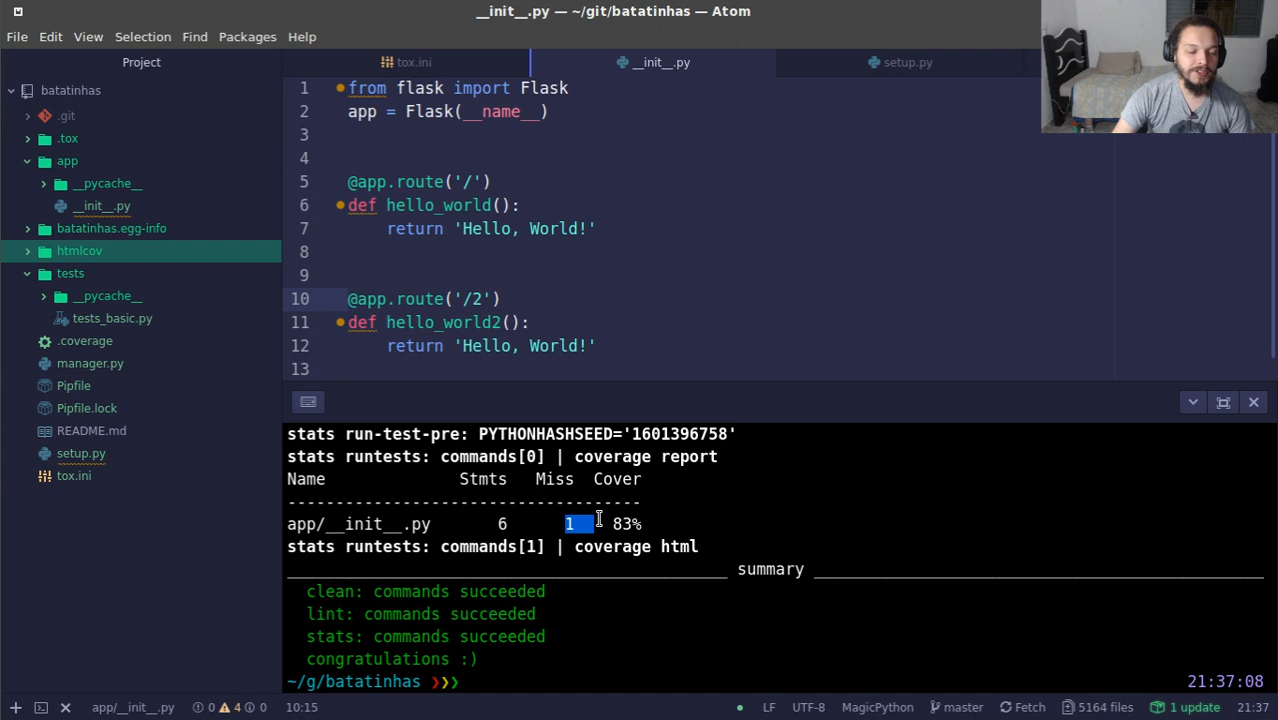 __init__.py — ~/git/batatinhas — Atom
File Edit View Selection Find Packages Help
Project
tox.ini
__init__.py
setup.py
batatinhas
.git
.tox
app
__pycache__
__init__.py
batatinhas.egg-info
htmlcov
tests
__pycache__
tests_basic.py
.coverage
manager.py
Pipfile
Pipfile.lock
README.md
setup.py
tox.ini
1 from flask import Flask
2 app = Flask(__name__)
3
4
5 @app.route('/')
6 def hello_world():
7 return 'Hello, World!'
8
9
10 @app.route('/2')
11 def hello_world2():
12 return 'Hello, World!'
13
stats run-test-pre: PYTHONHASHSEED='1601396758'
stats runtests: commands[0] | coverage report
Name Stmts Miss Cover
-------------------------------------
app/__init__.py 6 1 83%
stats runtests: commands[1] | coverage html
______________________________________________ summary _______________________________________________
clean: commands succeeded
lint: commands succeeded
stats: commands succeeded
congratulations :)
~/g/batatinhas ❯❯❯ 21:37:08
app/__init__.py 0 4 0 10:15 LF UTF-8 MagicPython master Fetch 5164 files 1 update 21:37